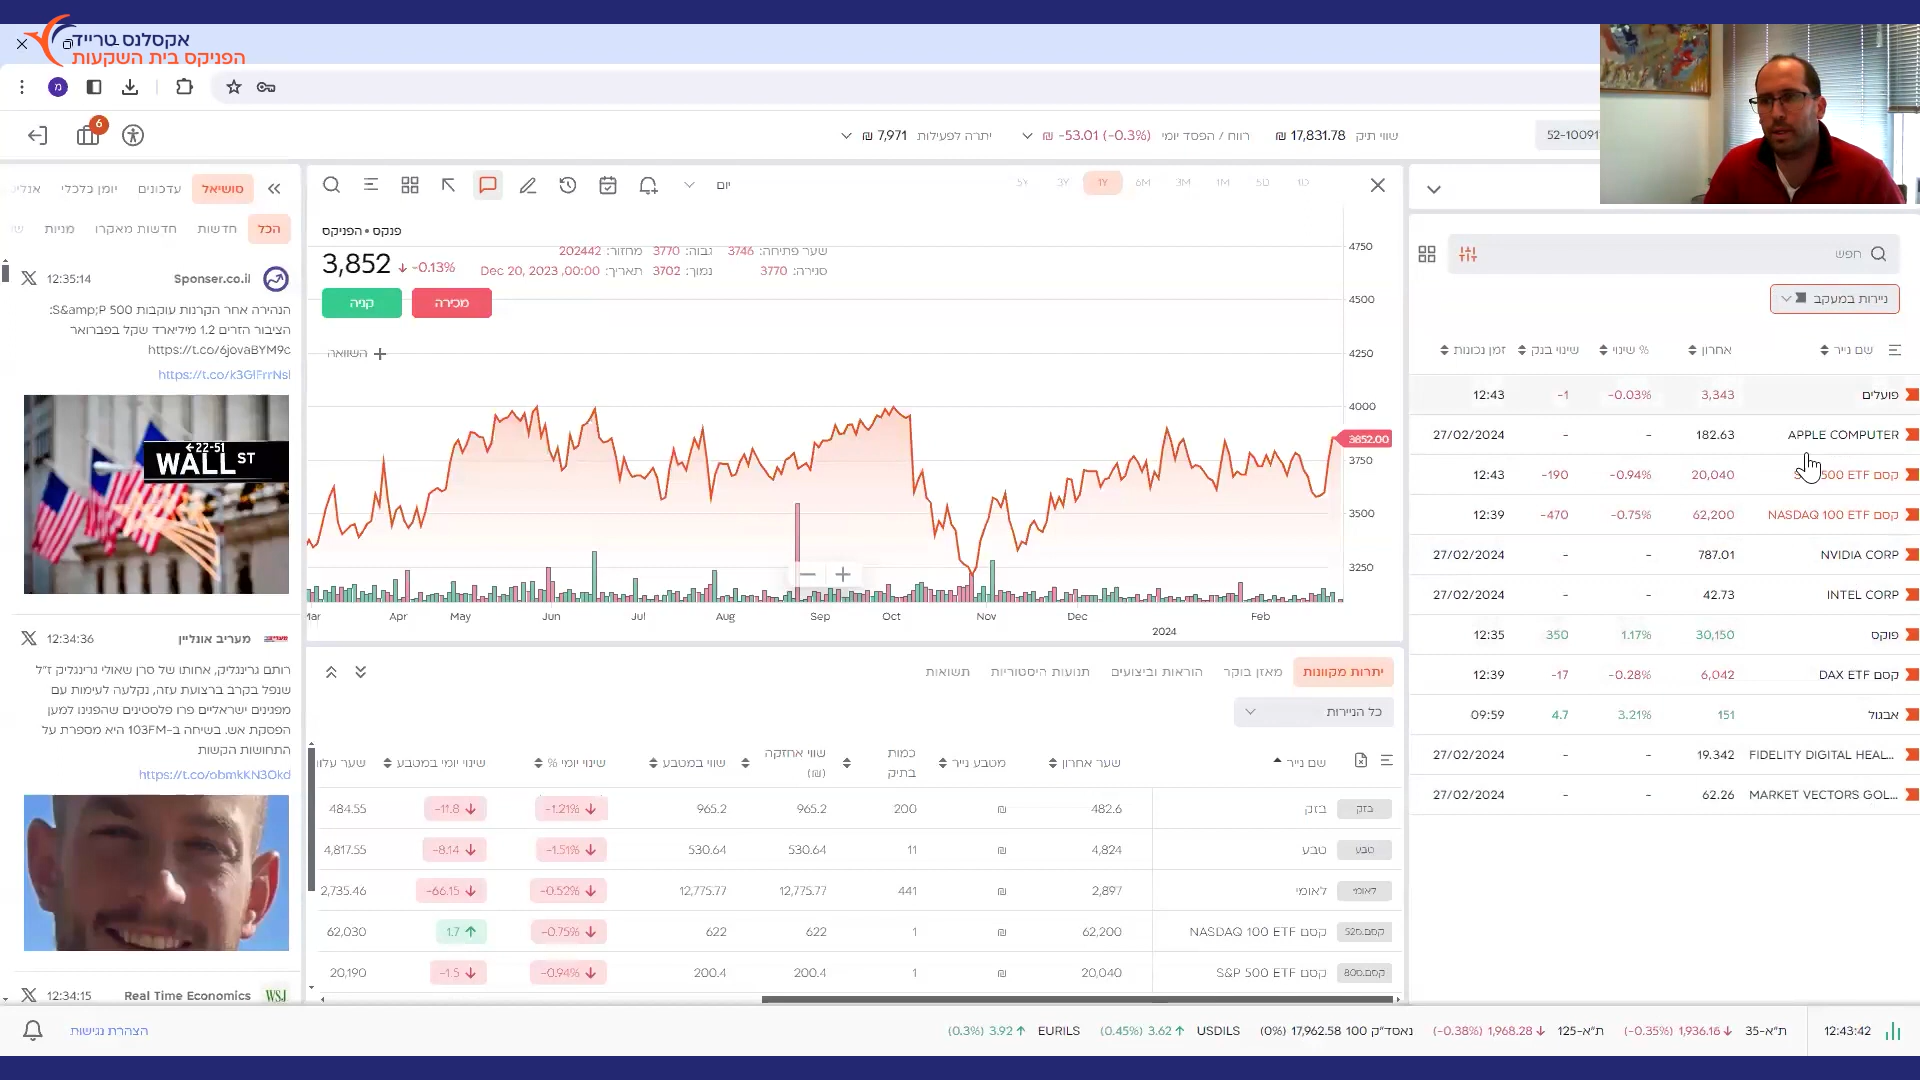 אקסלנס טרייד
הפניקס בית השקעות
6
שווי תיק 17,831.78 ₪
רווח / הפסד יומי (-0.3%) -53.01 ₪
יתרה לפעילות 7,971 ₪
52-10091
סושיאל עדכונים יומן כלכלי
הכל חדשות חדשות מאקרו מניות
Sponser.co.il 12:35:14
הנהירה אחר הקרנות עוקבות S&amp;P 500:
הציבור הזרים 1.2 מיליארד שקל בפברואר
https://t.co/6jovaBYM9c
https://t.co/k3GlFrrNsl
←22-51
WALL ST
מעריב אונליין 12:34:36
רותם גרינגליק, אחותו של סרן שאולי גרינגליק ז"ל
שנפל בקרב ברצועת עזה, נקלעה לעימות עם
מפגינים ישראליים פרו פלסטינים שהפגינו למען
הפסקת אש. בשיחה ב-103FM היא מספרת על
התחושות הקשות
https://t.co/obmkKN3Okd
WSJ Real Time Economics 12:34:15
יום
5Y 3Y 1Y 6M 3M 1M 5D 1D
פנקס • הפניקס
3,852 -0.13%
שער פתיחה: 3746 גבוה: 3770 מחזור: 202442
סגירה: 3770 נמוך: 3702 תאריך: Dec 20, 2023 ,00:00
קניה מכירה
השוואה
4750
4500
4250
4000
3852.00
3750
3500
3250
Mar Apr May Jun Jul Aug Sep Oct Nov Dec 2024 Feb
יתרות מקוונות מאזן בוקר הוראות וביצועים תנועות היסטוריות תשואות
כל הניירות
שם נייר שער אחרון מטבע נייר כמות בתיק שווי אחזקה (₪) שווי במטבע שינוי יומי % שינוי יומי במטבע שער עלות
בזק בזק 482.6 ₪ 200 965.2 965.2 -1.21% -11.8 484.55
טבע טבע 4,824 ₪ 11 530.64 530.64 -1.51% -8.14 4,817.55
לאומי לאומי 2,897 ₪ 441 12,775.77 12,775.77 -0.52% -66.15 2,735.46
קסם NASDAQ 100 ETF 62,200 ₪ 1 622 622 -0.75% 1.7 62,030
קסם S&P 500 ETF 20,040 ₪ 1 200.4 200.4 -0.94% -1.5 20,190
חפש
ניירות במעקב
שם נייר אחרון % שינוי שינוי בנק זמן נכונות
פועלים 3,343 -0.03% -1 12:43
APPLE COMPUTER 182.63 - - 27/02/2024
קסם 500 ETF 20,040 -0.94% -190 12:43
קסם NASDAQ 100 ETF 62,200 -0.75% -470 12:39
NVIDIA CORP 787.01 - - 27/02/2024
INTEL CORP 42.73 - - 27/02/2024
פוקס 30,150 1.17% 350 12:35
קסם DAX ETF 6,042 -0.28% -17 12:39
אבגול 151 3.21% 4.7 09:59
FIDELITY DIGITAL HEAL... 19.342 - - 27/02/2024
MARKET VECTORS GOL... 62.26 - - 27/02/2024
12:43:42
ת"א-35 1,936.16 (-0.35%)
ת"א-125 1,968.28 (-0.38%)
נאסד"ק 100 17,962.58 (0%)
USDILS 3.62 (0.45%)
EURILS 3.92 (0.3%)
הצהרת נגישות